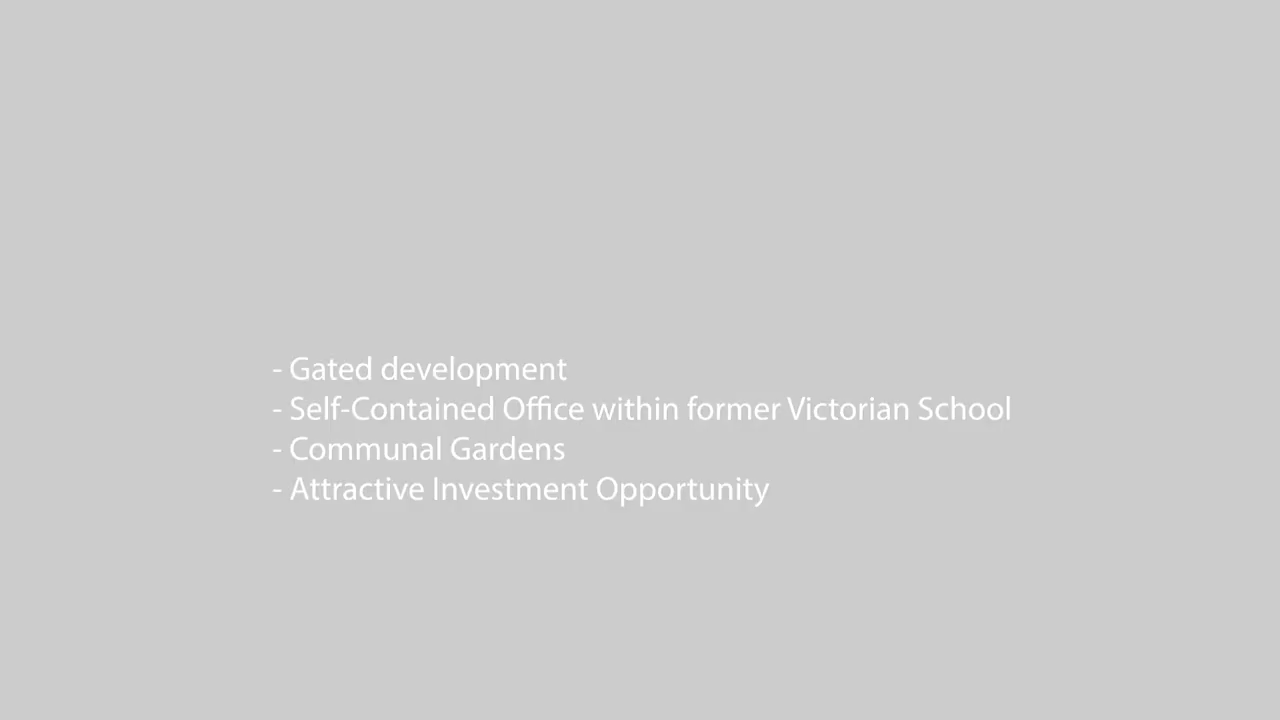 - Gated development
- Self-Contained Office within former Victorian School
- Communal Gardens
- Attractive Investment Opportunity